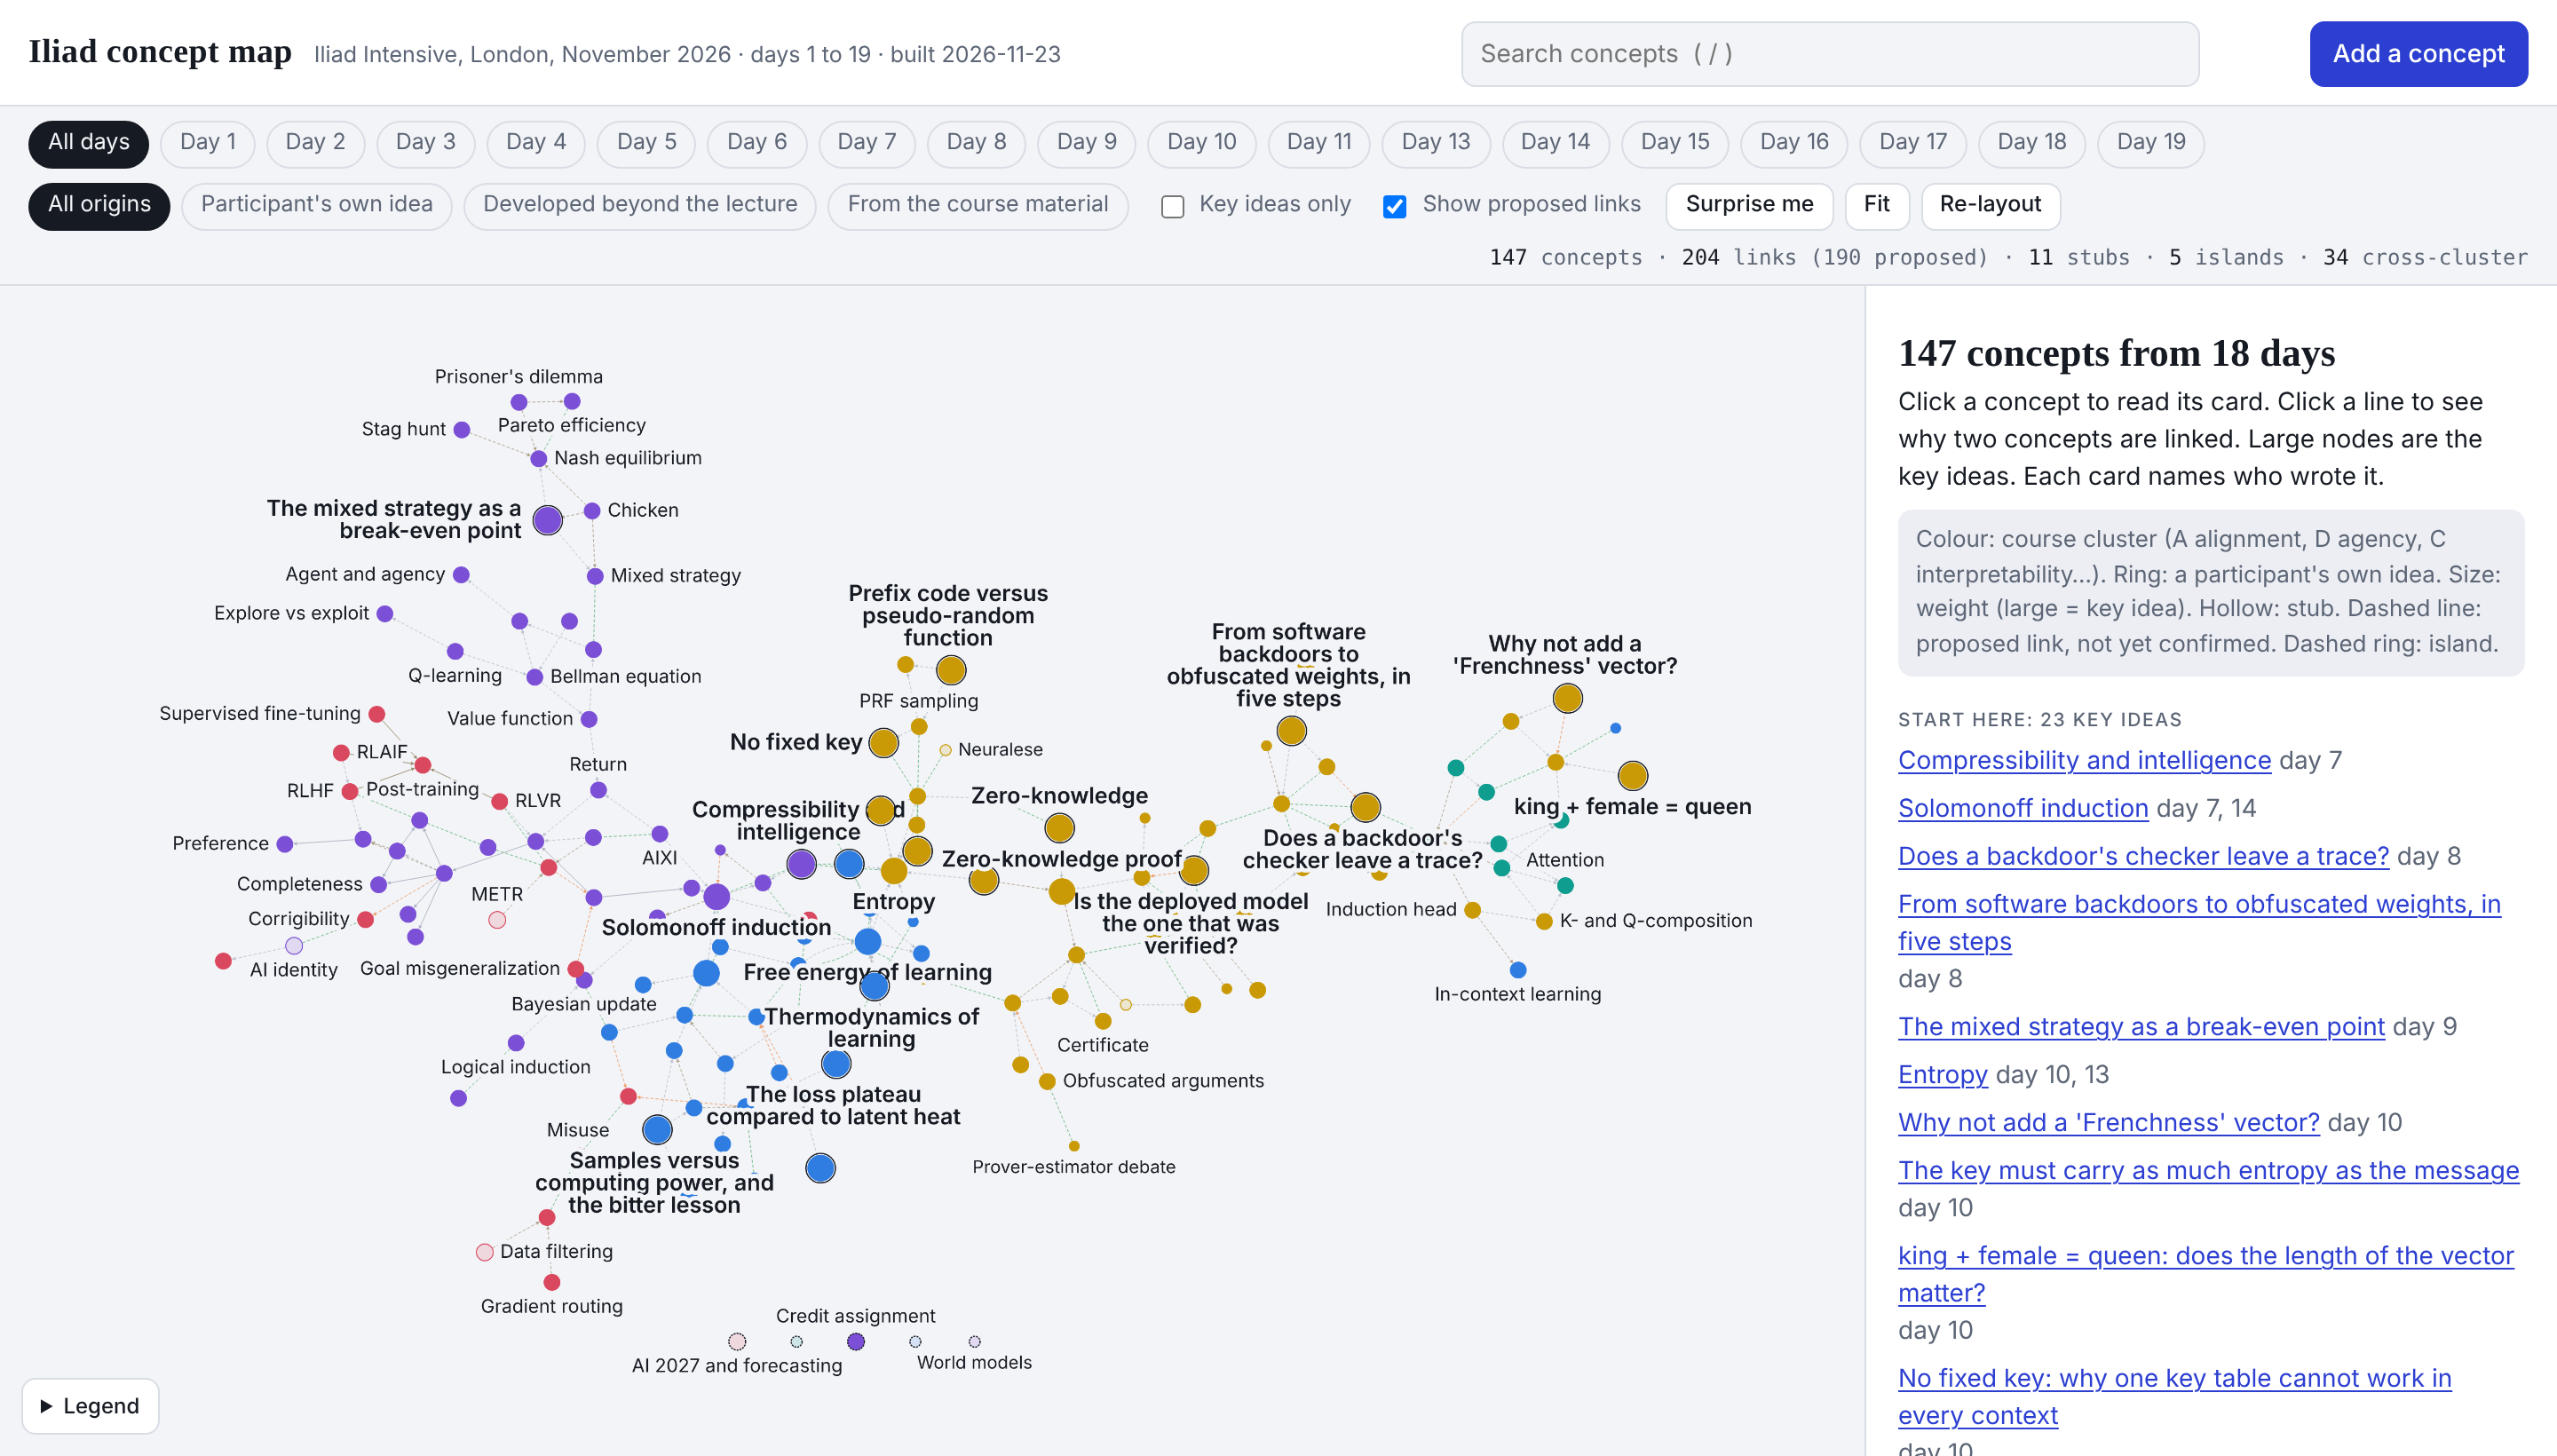 Iliad concept map
Iliad Intensive, London, November 2026 · days 1 to 19 · built 2026-11-23
Search concepts ( / )
Add a concept
All days
Day 1
Day 2
Day 3
Day 4
Day 5
Day 6
Day 7
Day 8
Day 9
Day 10
Day 11
Day 13
Day 14
Day 15
Day 16
Day 17
Day 18
Day 19
All origins
Participant's own idea
Developed beyond the lecture
From the course material
Key ideas only
Show proposed links
Surprise me
Fit
Re-layout
147 concepts · 204 links (190 proposed) · 11 stubs · 5 islands · 34 cross-cluster
Prisoner's dilemma
Stag hunt
Pareto efficiency
Nash equilibrium
The mixed strategy as a
break-even point
Chicken
Agent and agency
Mixed strategy
Explore vs exploit
Q-learning
Bellman equation
Supervised fine-tuning
Value function
RLAIF
Return
RLHF
Post-training
RLVR
Preference
AIXI
Completeness
METR
Corrigibility
AI identity
Goal misgeneralization
Solomonoff induction
Bayesian update
Logical induction
Prefix code versus
pseudo-random
function
PRF sampling
No fixed key
Neuralese
Compressibility and
intelligence
Zero-knowledge
Zero-knowledge proof
Entropy
Free energy of learning
Thermodynamics of
learning
The loss plateau
compared to latent heat
Misuse
Samples versus
computing power, and
the bitter lesson
Data filtering
Gradient routing
Credit assignment
AI 2027 and forecasting
World models
From software
backdoors to
obfuscated weights, in
five steps
Why not add a
'Frenchness' vector?
king + female = queen
Does a backdoor's
checker leave a trace?
Attention
Is the deployed model
the one that was
verified?
Induction head
K- and Q-composition
In-context learning
Certificate
Obfuscated arguments
Prover-estimator debate
Legend
147 concepts from 18 days
Click a concept to read its card. Click a line to see
why two concepts are linked. Large nodes are the
key ideas. Each card names who wrote it.
Colour: course cluster (A alignment, D agency, C
interpretability…). Ring: a participant's own idea. Size:
weight (large = key idea). Hollow: stub. Dashed line:
proposed link, not yet confirmed. Dashed ring: island.
START HERE: 23 KEY IDEAS
Compressibility and intelligence day 7
Solomonoff induction day 7, 14
Does a backdoor's checker leave a trace? day 8
From software backdoors to obfuscated weights, in
five steps
day 8
The mixed strategy as a break-even point day 9
Entropy day 10, 13
Why not add a 'Frenchness' vector? day 10
The key must carry as much entropy as the message
day 10
king + female = queen: does the length of the vector
matter?
day 10
No fixed key: why one key table cannot work in
every context
day 10